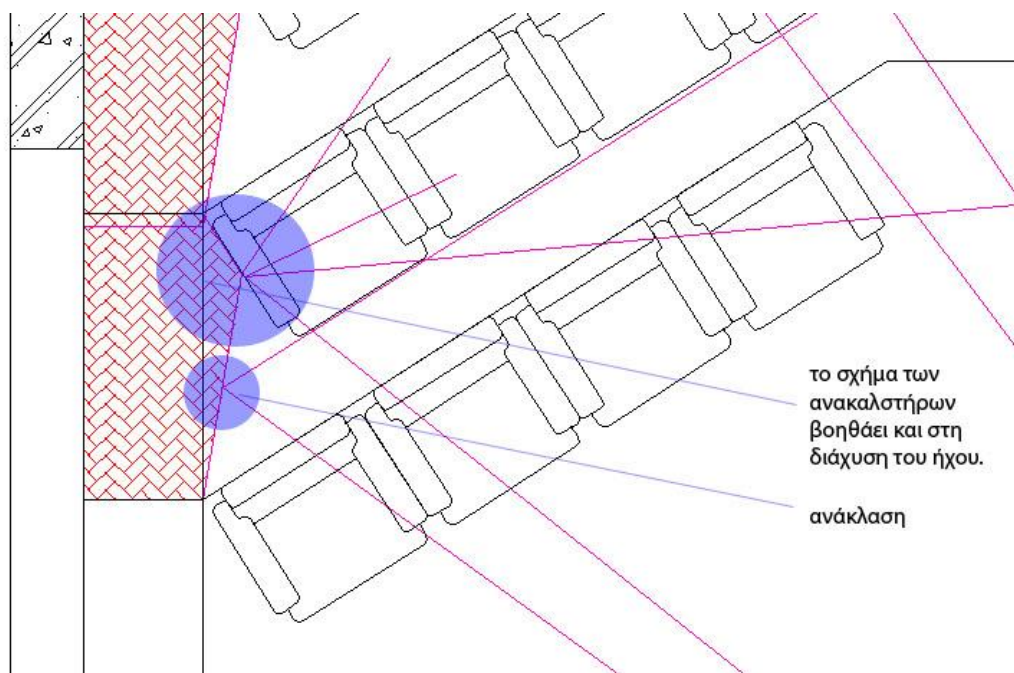 το σχήμα των
ανακαλστήρων
βοηθάει και στη
διάχυση του ήχου.
ανάκλαση